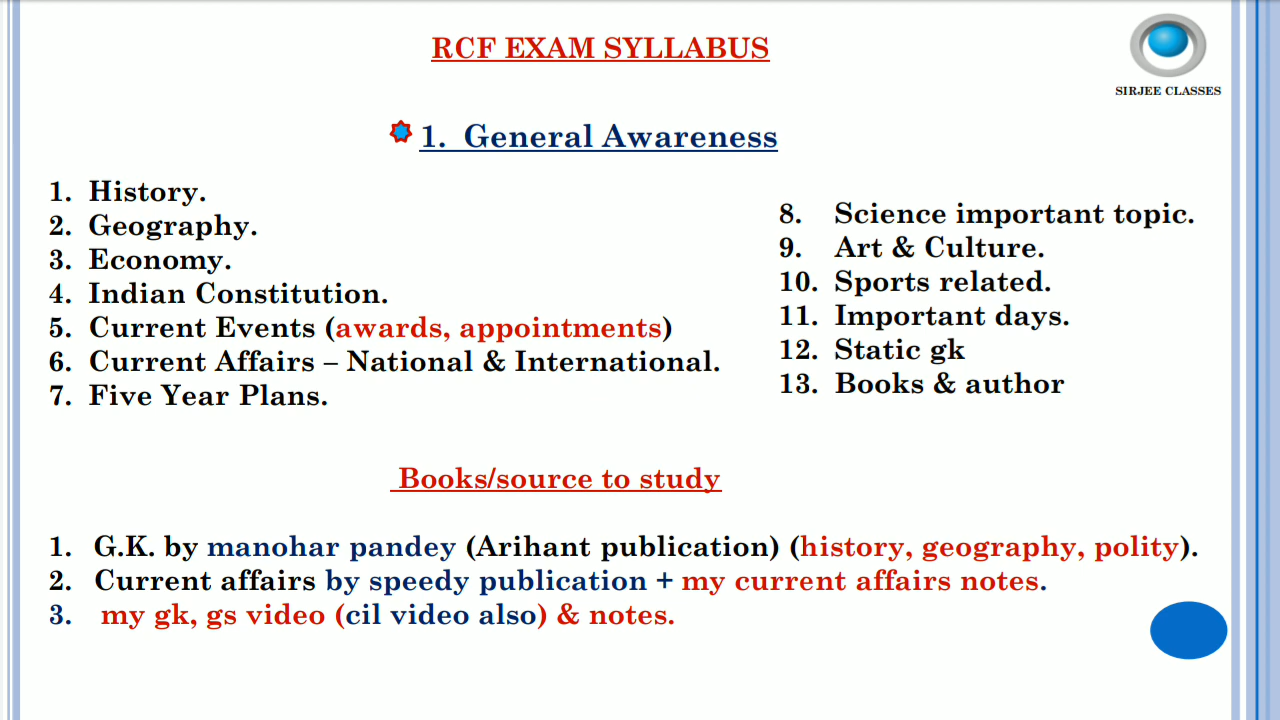 RCF EXAM SYLLABUS
SIRJEE CLASSES
1. General Awareness
1. History.
2. Geography.
3. Economy.
4. Indian Constitution.
5. Current Events (awards, appointments)
6. Current Affairs – National & International.
7. Five Year Plans.
8. Science important topic.
9. Art & Culture.
10. Sports related.
11. Important days.
12. Static gk
13. Books & author
Books/source to study
1. G.K. by manohar pandey (Arihant publication) (history, geography, polity).
2. Current affairs by speedy publication + my current affairs notes.
3. my gk, gs video (cil video also) & notes.